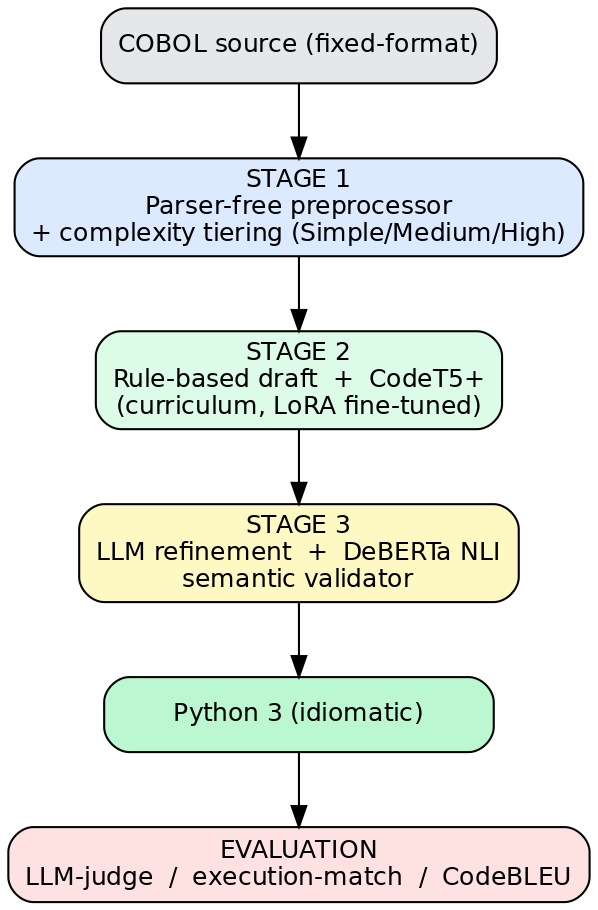 COBOL source (fixed-format)
STAGE 1
Parser-free preprocessor
+ complexity tiering (Simple/Medium/High)
STAGE 2
Rule-based draft + CodeT5+
(curriculum, LoRA fine-tuned)
STAGE 3
LLM refinement + DeBERTa NLI
semantic validator
Python 3 (idiomatic)
EVALUATION
LLM-judge / execution-match / CodeBLEU